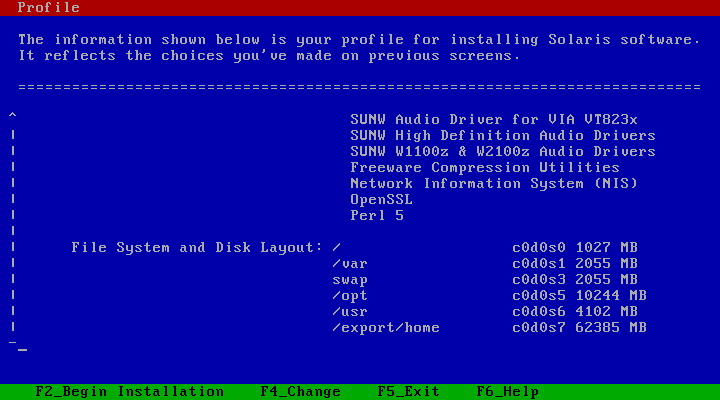 Profile
The information shown below is your profile for installing Solaris software.
It reflects the choices you've made on previous screens.
============================================================================
SUNW Audio Driver for VIA VT823x
SUNW High Definition Audio Drivers
SUNW W1100z & W2100z Audio Drivers
Freeware Compression Utilities
Network Information System (NIS)
OpenSSL
Perl 5
File System and Disk Layout: / c0d0s0 1027 MB
/var c0d0s1 2055 MB
swap c0d0s3 2055 MB
/opt c0d0s5 10244 MB
/usr c0d0s6 4102 MB
/export/home c0d0s7 62385 MB
F2_Begin Installation F4_Change F5_Exit F6_Help